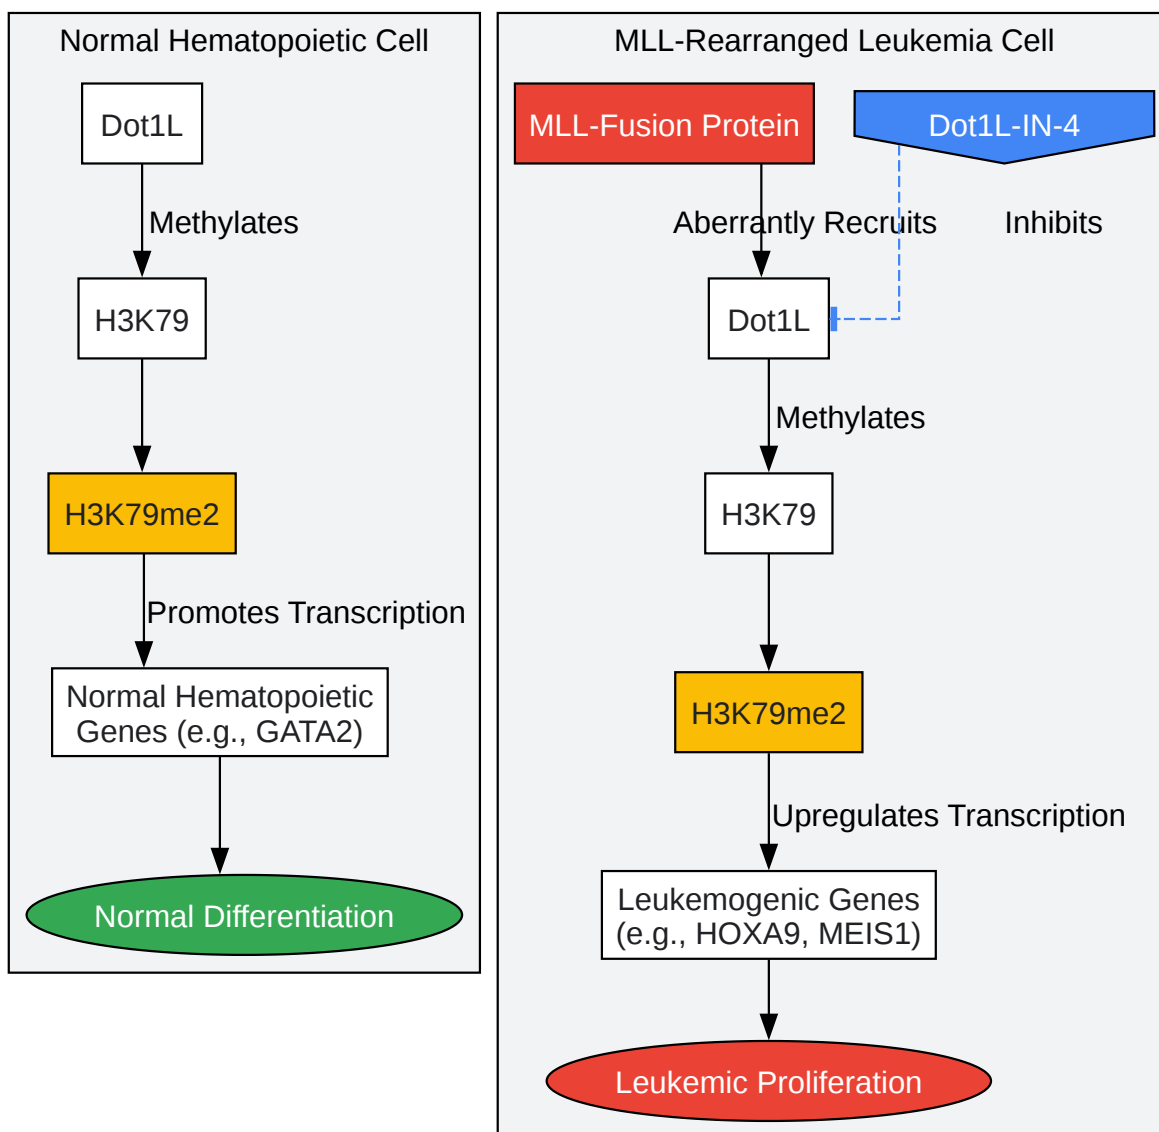 Normal Hematopoietic Cell
Dot1L
Methylates
H3K79
H3K79me2
Promotes Transcription
Normal Hematopoietic
Genes (e.g., GATA2)
Normal Differentiation
MLL-Rearranged Leukemia Cell
MLL-Fusion Protein
Dot1L-IN-4
Aberrantly Recruits
Inhibits
Dot1L
Methylates
H3K79
H3K79me2
Upregulates Transcription
Leukemogenic Genes
(e.g., HOXA9, MEIS1)
Leukemic Proliferation